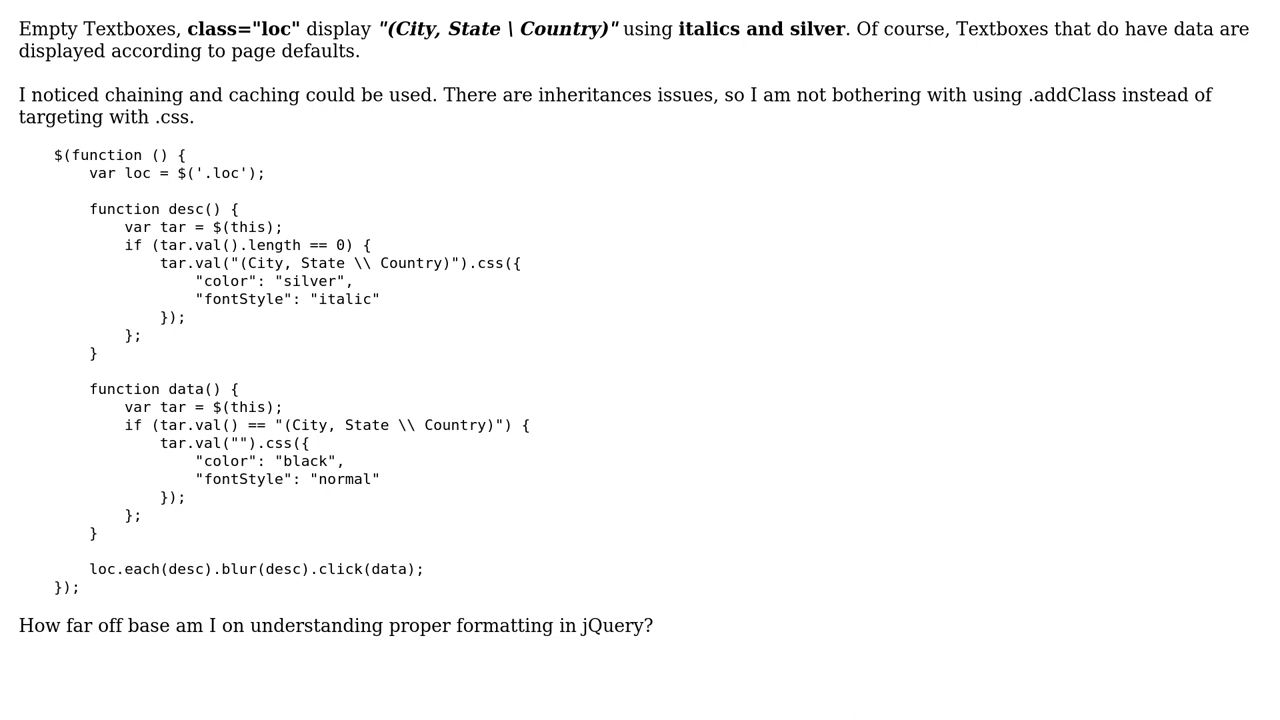 Empty Textboxes, class="loc" display "(City, State \ Country)" using italics and silver. Of course, Textboxes that do have data are
displayed according to page defaults.
I noticed chaining and caching could be used. There are inheritances issues, so I am not bothering with using .addClass instead of
targeting with .css.
$(function () {
    var loc = $('.loc');
    function desc() {
        var tar = $(this);
        if (tar.val().length == 0) {
            tar.val("(City, State \\ Country)").css({
                "color": "silver",
                "fontStyle": "italic"
            });
        };
    }
    function data() {
        var tar = $(this);
        if (tar.val() == "(City, State \\ Country)") {
            tar.val("").css({
                "color": "black",
                "fontStyle": "normal"
            });
        };
    }
    loc.each(desc).blur(desc).click(data);
});
How far off base am I on understanding proper formatting in jQuery?